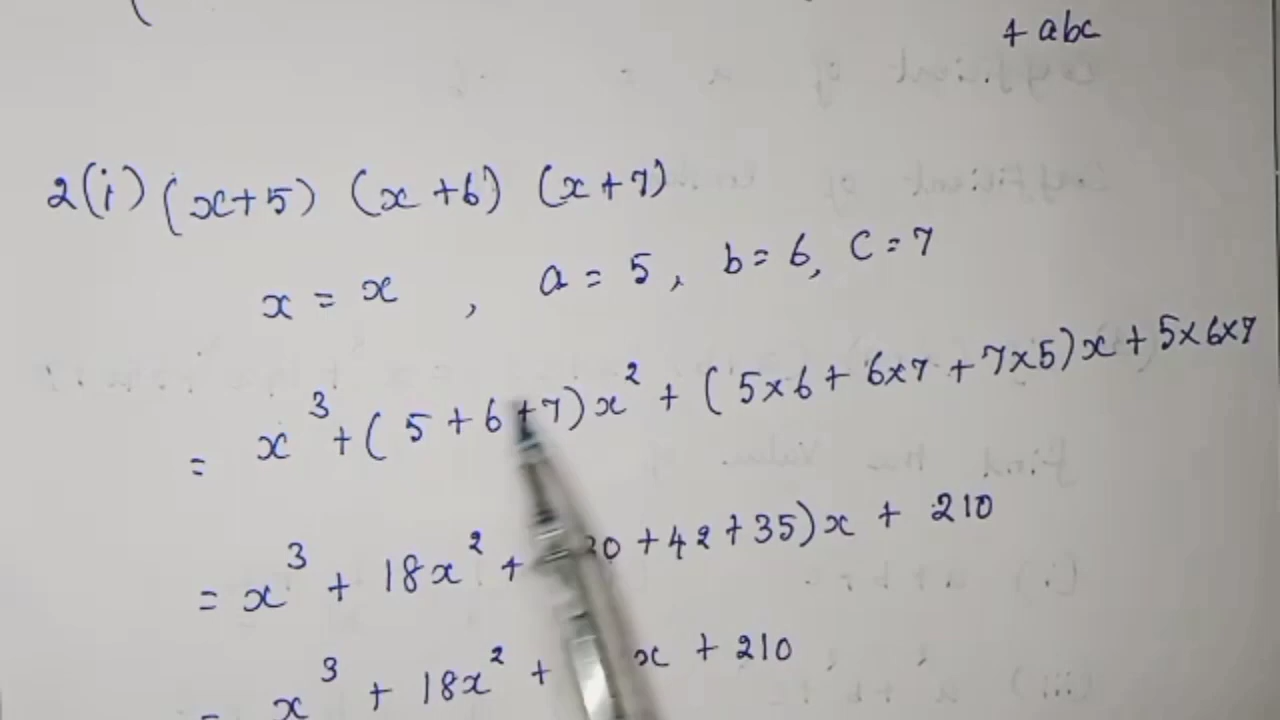 + abc
2(i) (x+5) (x+6) (x+7)
x = x , a = 5, b = 6, c = 7
= x³ + (5+6+7)x² + (5×6 + 6×7 + 7×5)x + 5×6×7
= x³ + 18x² + 30 + 42 + 35)x + 210
= x³ + 18x² + x + 210